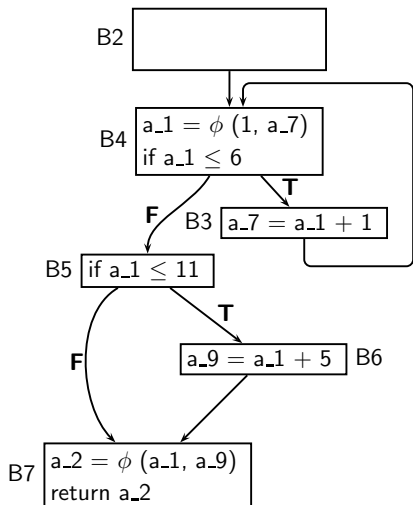 B2
B4
a_1 = ϕ (1, a_7)
if a_1 ≤ 6
T
F
B3
a_7 = a_1 + 1
B5
if a_1 ≤ 11
T
F
a_9 = a_1 + 5
B6
B7
a_2 = ϕ (a_1, a_9)
return a_2